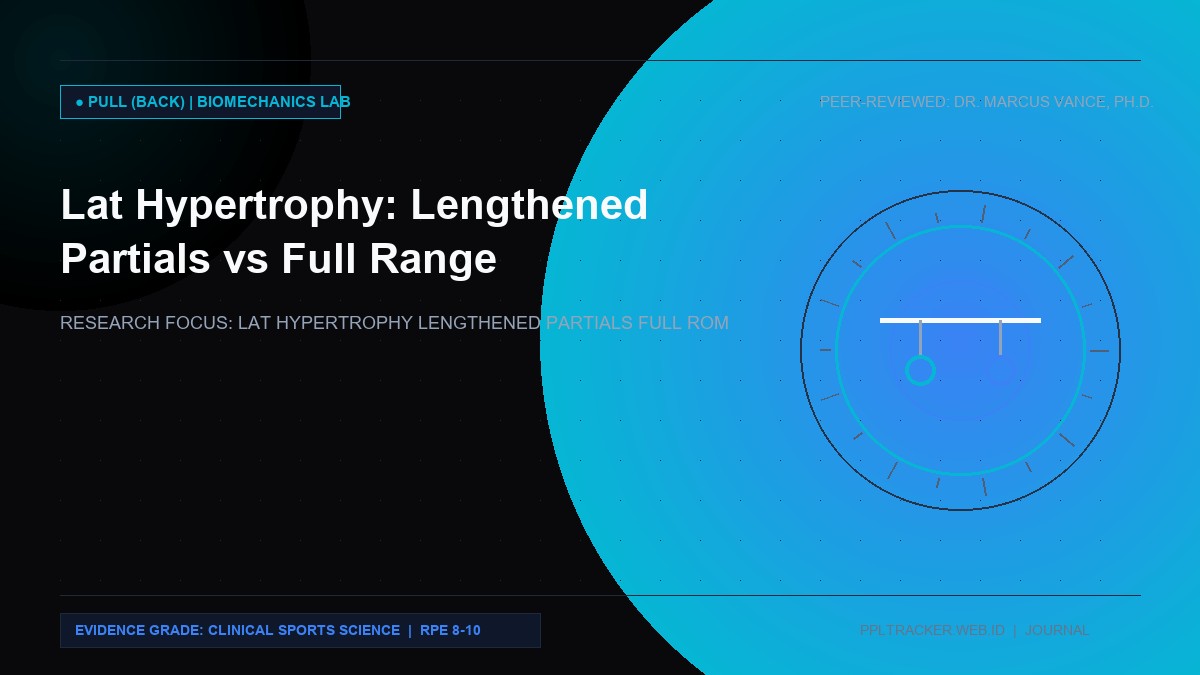 ● PULL (BACK) | BIOMECHANICS LAB
PEER-REVIEWED: DR. MARCUS VANCE, PH.D.
Lat Hypertrophy: Lengthened
Partials vs Full Range
RESEARCH FOCUS: LAT HYPERTROPHY LENGTHENED PARTIALS FULL ROM
EVIDENCE GRADE: CLINICAL SPORTS SCIENCE | RPE 8-10
PPLTRACKER.WEB.ID | JOURNAL